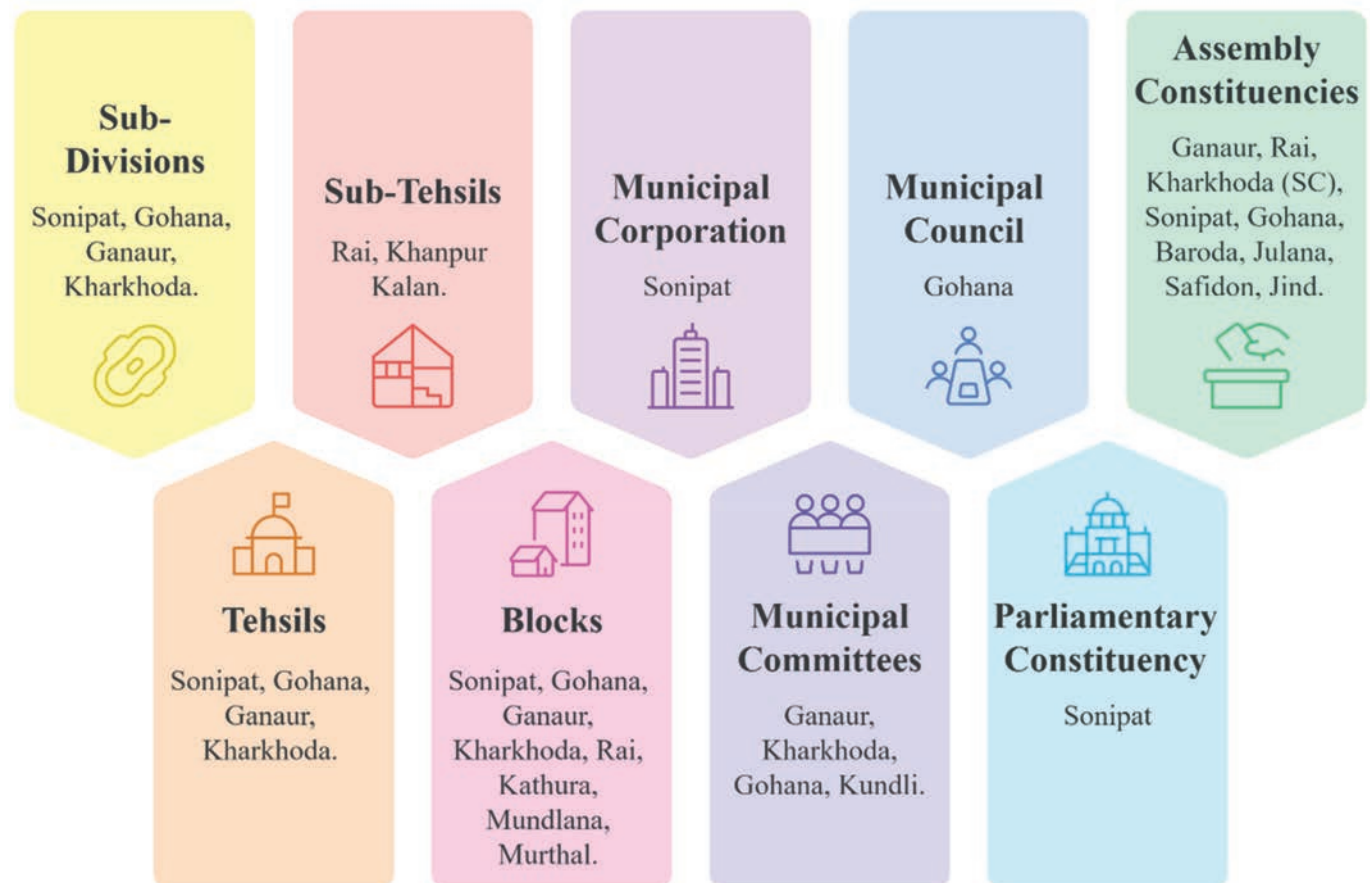 Sub-
Divisions
Sonipat, Gohana,
Ganaur,
Kharkhoda.
Sub-Tehsils
Rai, Khanpur
Kalan.
Municipal
Corporation
Sonipat
Municipal
Council
Gohana
Assembly
Constituencies
Ganaur, Rai,
Kharkhoda (SC),
Sonipat, Gohana,
Baroda, Julana,
Safidon, Jind.
Tehsils
Sonipat, Gohana,
Ganaur,
Kharkhoda.
Blocks
Sonipat, Gohana,
Ganaur,
Kharkhoda, Rai,
Kathura,
Mundlana,
Murthal.
Municipal
Committees
Ganaur,
Kharkhoda,
Gohana, Kundli.
Parliamentary
Constituency
Sonipat